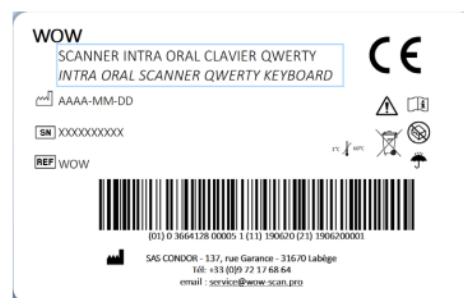 WOW
SCANNER INTRA ORAL CLAVIER QWERTY
INTRA ORAL SCANNER QWERTY KEYBOARD
CE
AAAA-MM-DD
SN XXXXXXXXXX
REF WOW
(01) 0 3664128 00005 1 (11) 190620 (21) 1906200001
SAS CONDOR - 137, rue Garance - 31670 Labège
Tél: +33 (0)9 72 17 68 64
email : service@wow-scan.pro